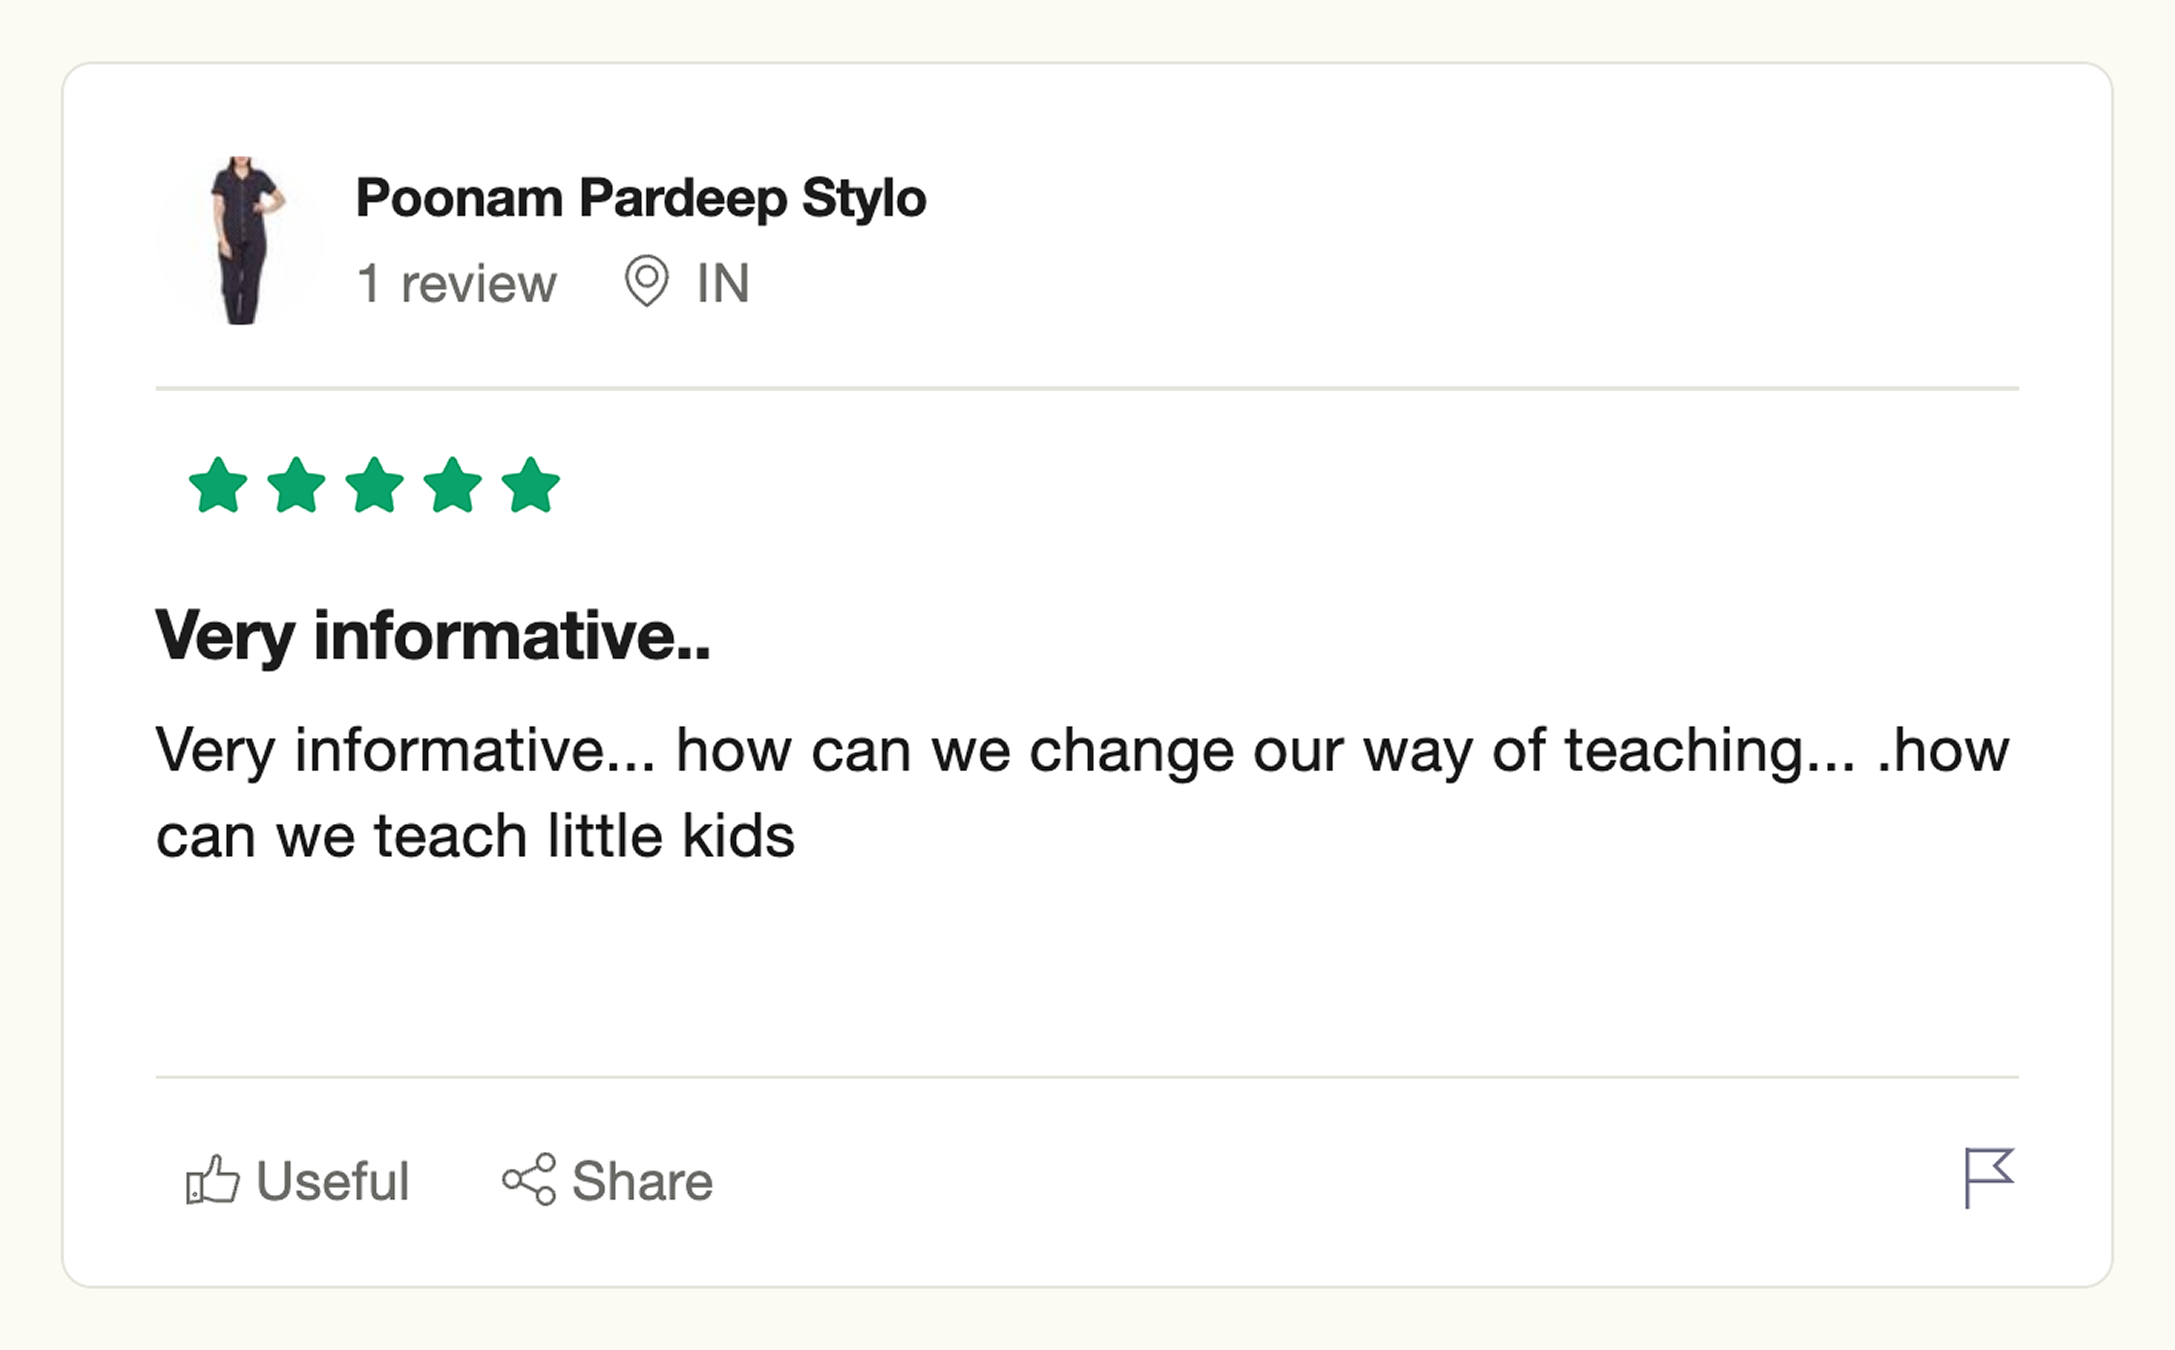 Poonam Pardeep Stylo
1 review IN
Very informative..
Very informative... how can we change our way of teaching... .how
can we teach little kids
Useful Share